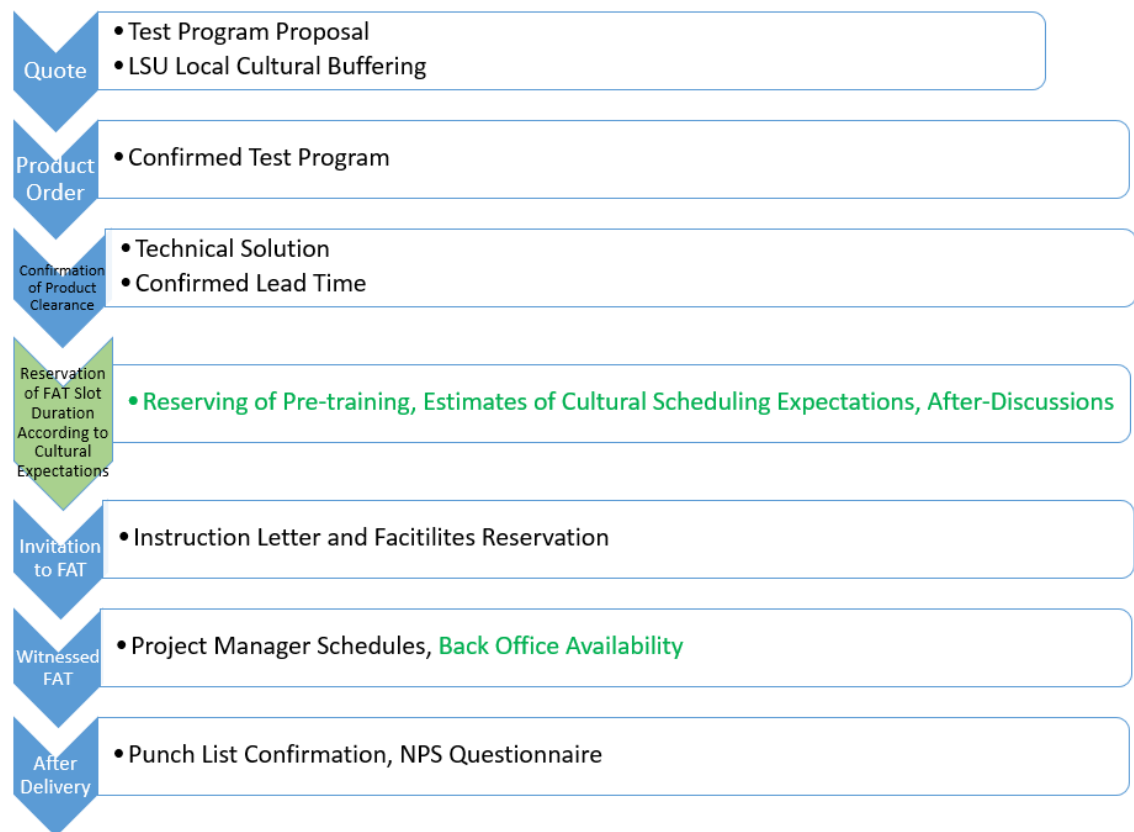 Quote
• Test Program Proposal
• LSU Local Cultural Buffering
Product
Order
• Confirmed Test Program
Confirmation
of Product
Clearance
• Technical Solution
• Confirmed Lead Time
Reservation
of FAT Slot
Duration
According to
Cultural
Expectations
• Reserving of Pre-training, Estimates of Cultural Scheduling Expectations, After-Discussions
Invitation
to FAT
• Instruction Letter and Facitilites Reservation
Witnessed
FAT
• Project Manager Schedules, Back Office Availability
After
Delivery
• Punch List Confirmation, NPS Questionnaire